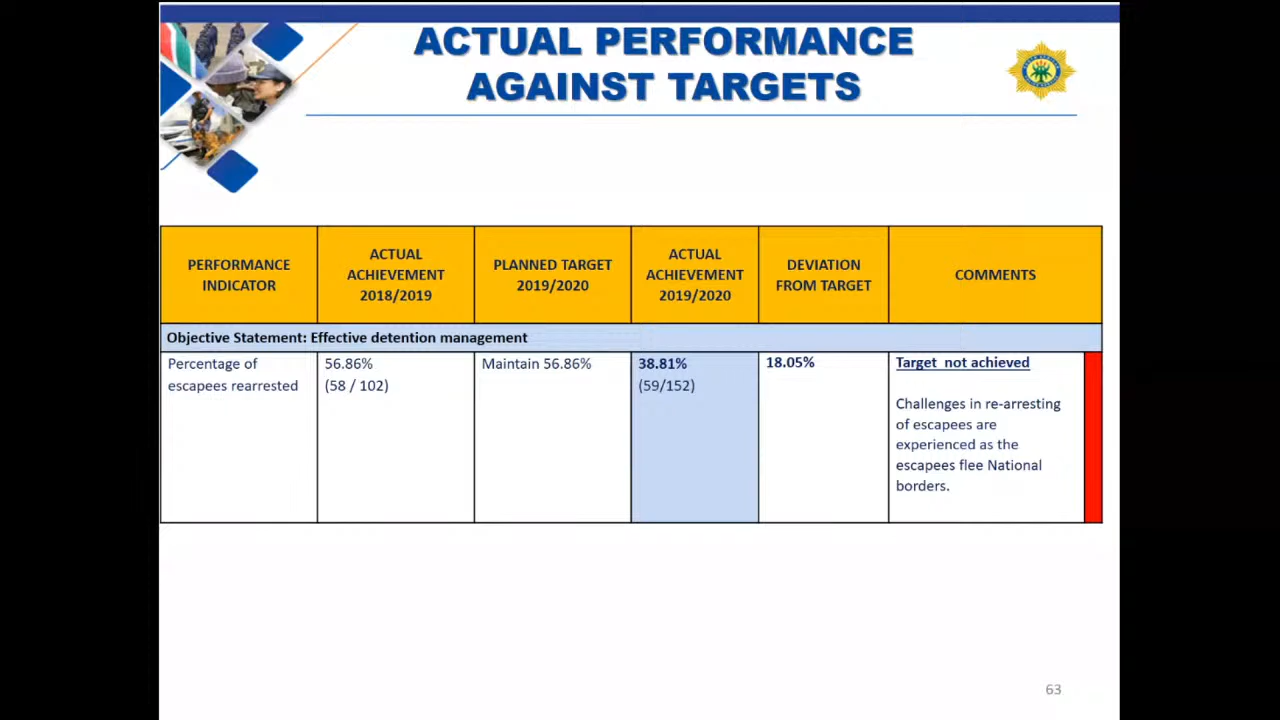 ACTUAL PERFORMANCE
AGAINST TARGETS
PERFORMANCE
INDICATOR
ACTUAL
ACHIEVEMENT
2018/2019
PLANNED TARGET
2019/2020
ACTUAL
ACHIEVEMENT
2019/2020
DEVIATION
FROM TARGET
COMMENTS
Objective Statement: Effective detention management
Percentage of
escapees rearrested
56.86%
(58 / 102)
Maintain 56.86%
38.81%
(59/152)
18.05%
Target not achieved
Challenges in re-arresting
of escapees are
experienced as the
escapees flee National
borders.
63